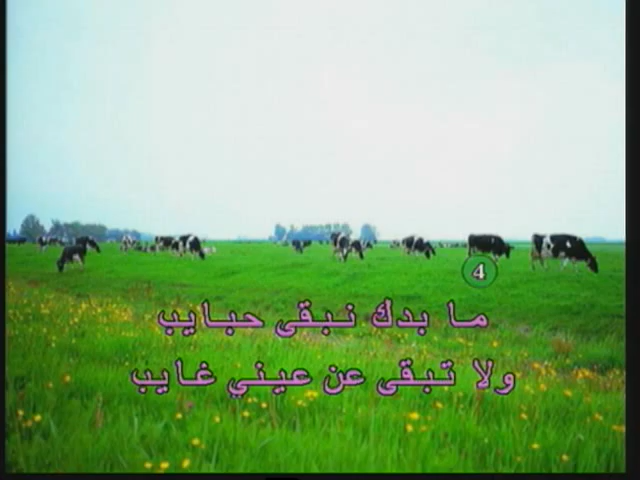 4
ما بدك نبقى حبايب
ولا تبقى عن عيني غايب